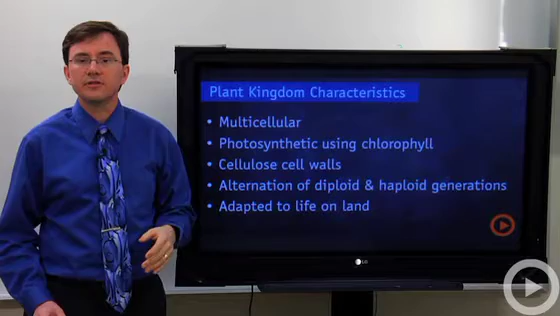 Plant Kingdom Characteristics
• Multicellular
• Photosynthetic using chlorophyll
• Cellulose cell walls
• Alternation of diploid & haploid generations
• Adapted to life on land
LG